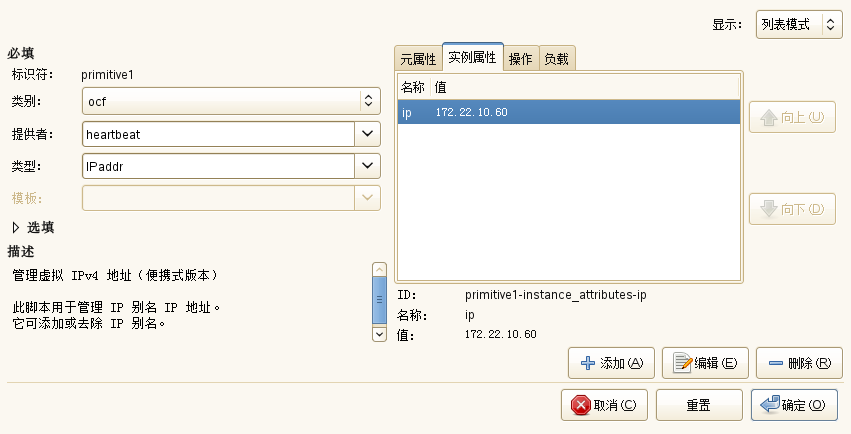 显示:
列表模式
必填
标识符:
primitive1
类别:
ocf
提供者:
heartbeat
类型:
IPaddr
模板:
选填
描述
管理虚拟 IPv4 地址（便携式版本）
此脚本用于管理 IP 别名 IP 地址。
它可添加或去除 IP 别名。
元属性
实例属性
操作
负载
名称 值
ip 172.22.10.60
向上(U)
向下(D)
ID: primitive1-instance_attributes-ip
名称: ip
值: 172.22.10.60
添加(A)
编辑(E)
删除(R)
取消(C)
重置
确定(O)